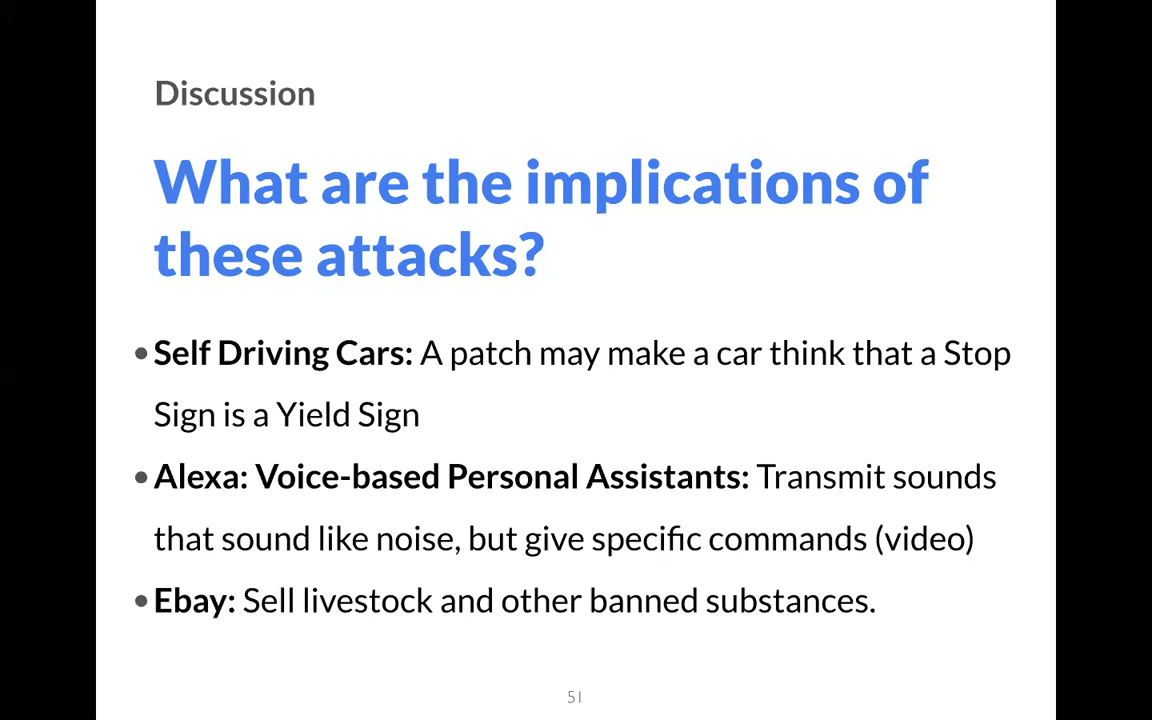 Discussion
What are the implications of
these attacks?
•Self Driving Cars: A patch may make a car think that a Stop
Sign is a Yield Sign
•Alexa: Voice-based Personal Assistants: Transmit sounds
that sound like noise, but give specific commands (video)
•Ebay: Sell livestock and other banned substances.
51